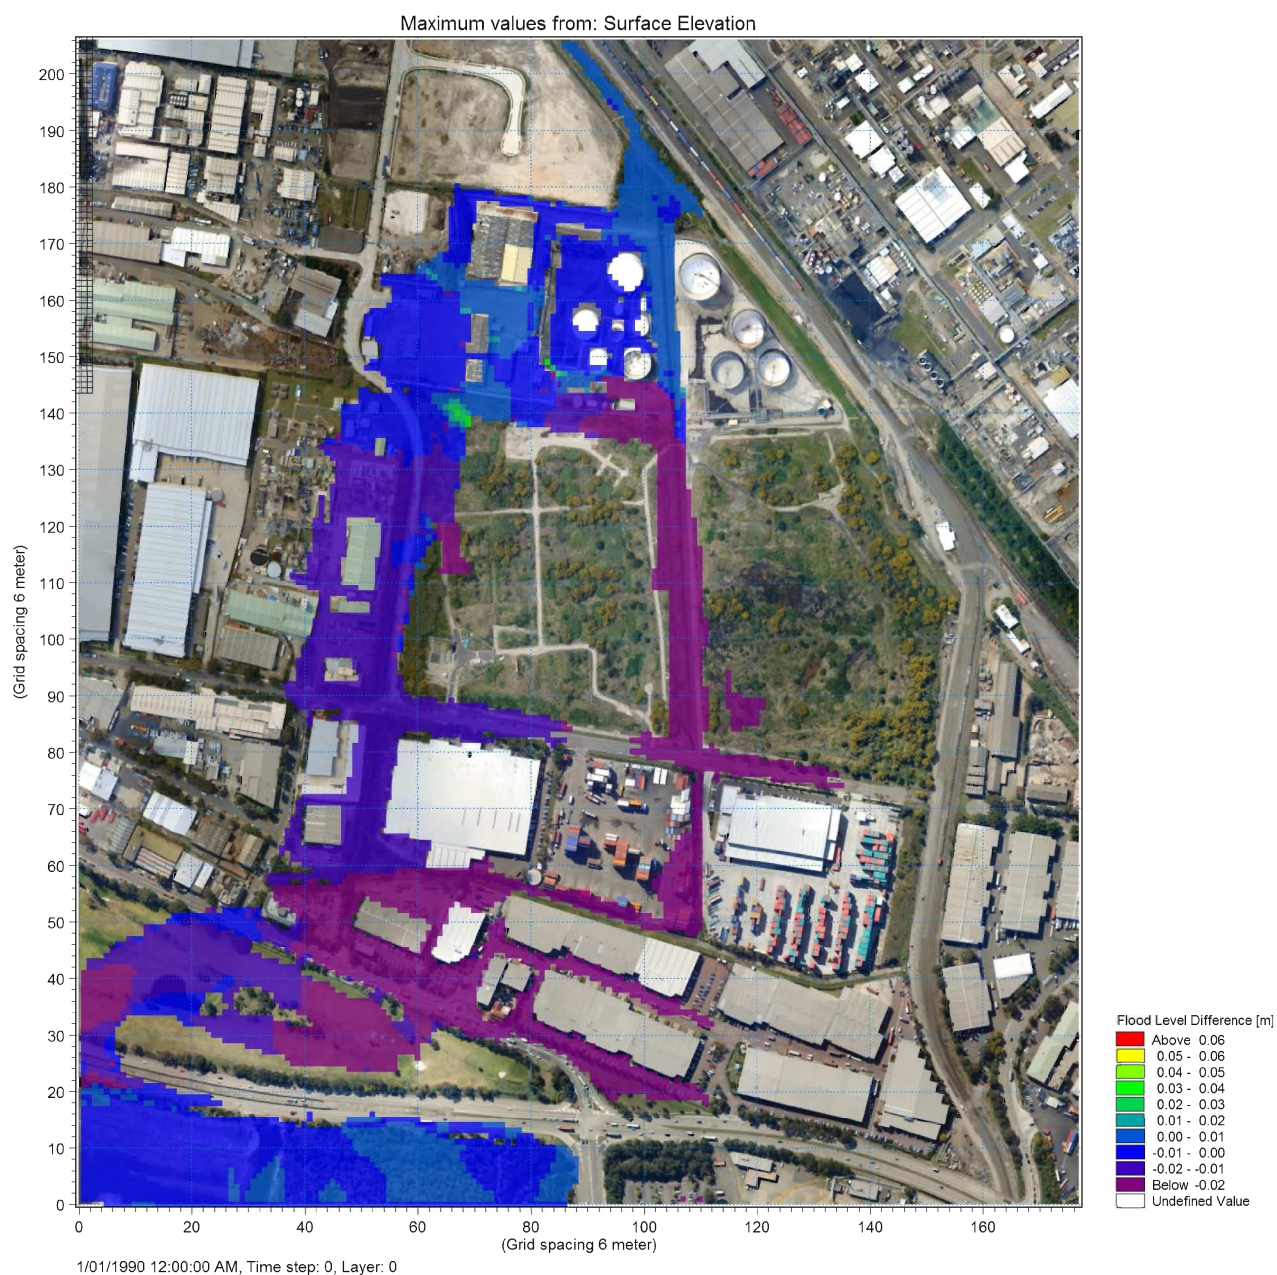 Maximum values from: Surface Elevation
200
190
180
170
160
150
140
130
120
110
100
90
80
70
60
50
40
30
20
10
0
(Grid spacing 6 meter)
0 20 40 60 80 100 120 140 160
(Grid spacing 6 meter)
1/01/1990 12:00:00 AM, Time step: 0, Layer: 0
Flood Level Difference [m]
Above 0.06
0.05 - 0.06
0.04 - 0.05
0.03 - 0.04
0.02 - 0.03
0.01 - 0.02
0.00 - 0.01
-0.01 - 0.00
-0.02 - -0.01
Below -0.02
Undefined Value